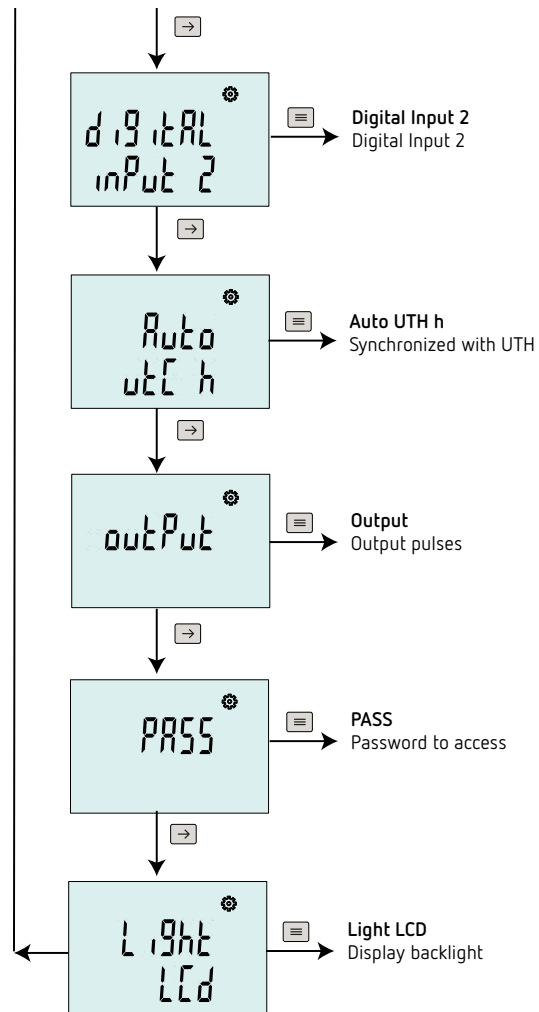 digitAL
inPut 2
Digital Input 2
Digital Input 2
Auto
utC h
Auto UTH h
Synchronized with UTH
outPut
Output
Output pulses
PASS
PASS
Password to access
Light
LCd
Light LCD
Display backlight